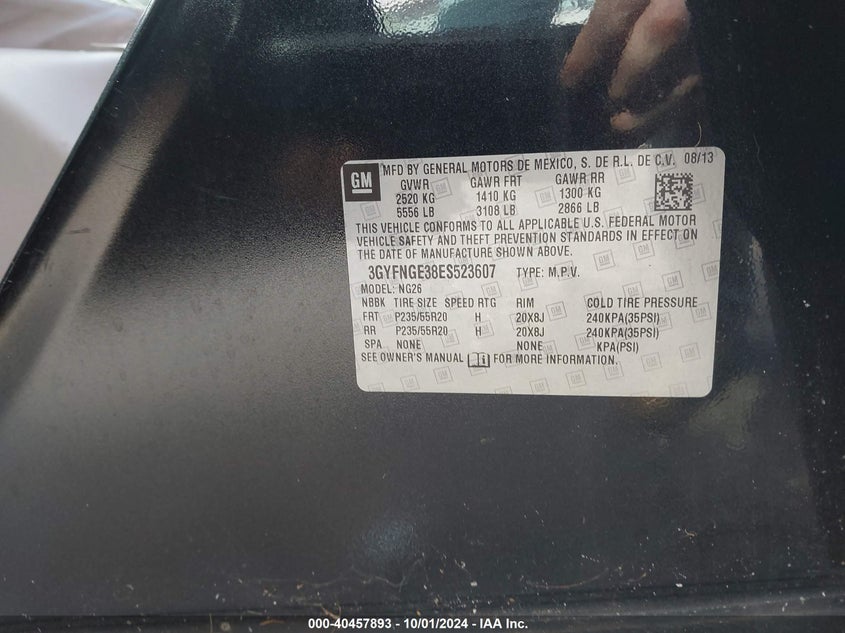 GM
MFD BY GENERAL MOTORS DE MEXICO, S. DE R.L. DE C.V. 08/13
GVWR GAWR FRT GAWR RR
2520 KG 1410 KG 1300 KG
5556 LB 3108 LB 2866 LB
THIS VEHICLE CONFORMS TO ALL APPLICABLE U.S. FEDERAL MOTOR
VEHICLE SAFETY AND THEFT PREVENTION STANDARDS IN EFFECT ON
THE DATE OF MANUFACTURE SHOWN ABOVE.
3GYFNGE38ES523607 TYPE: M.P.V.
MODEL: NG26
NBBK TIRE SIZE SPEED RTG RIM COLD TIRE PRESSURE
FRT P235/55R20 H 20X8J 240KPA(35PSI)
RR P235/55R20 H 20X8J 240KPA(35PSI)
SPA NONE NONE KPA(PSI)
SEE OWNER'S MANUAL FOR MORE INFORMATION.
000-40457893 - 10/01/2024 - IAA Inc.